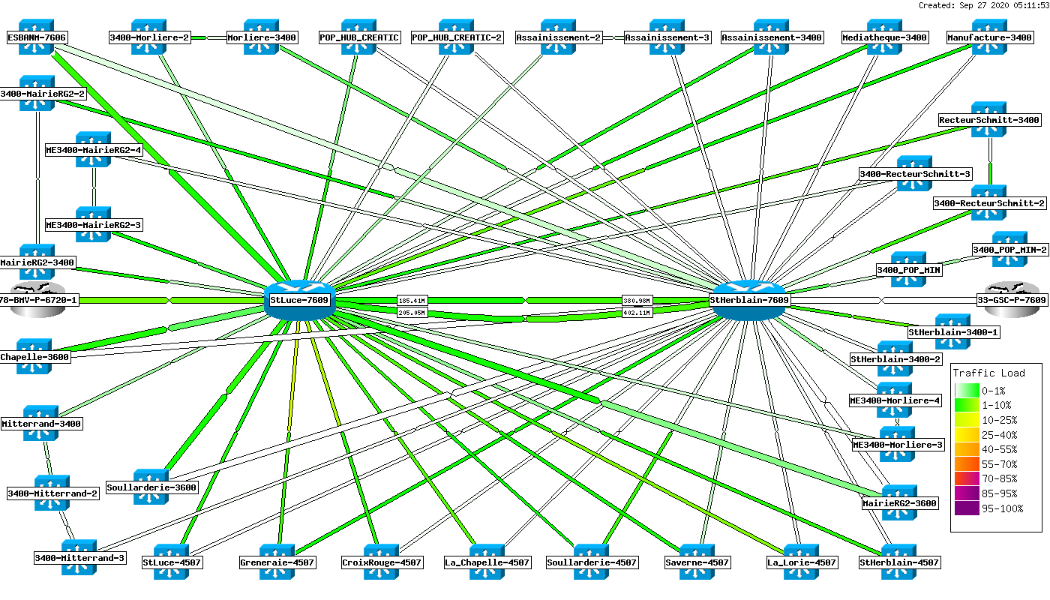 Created: Sep 27 2020 05:11:53
ESBANM-7606
3400-Morliere-2
Morliere-3400
POP_HUB_CREATIC
POP_HUB_CREATIC-2
Assainissement-2
Assainissement-3
Assainissement-3400
Mediatheque-3400
Manufacture-3400
3400-MairieRG2-2
RecteurSchmitt-3400
ME3400-MairieRG2-4
3400-RecteurSchmitt-3
3400-RecteurSchmitt-2
ME3400-MairieRG2-3
3400_POP_MIN-2
MairieRG2-3400
3400_POP_MIN
78-BMV-P-6720-1
StLuce-7609
185.41M
380.98M
StHerblain-7609
33-GSC-P-7609
205.05M
402.11M
StHerblain-3400-1
Chapelle-3600
StHerblain-3400-2
Traffic Load
0-1%
1-10%
10-25%
25-40%
40-55%
55-70%
70-85%
85-95%
95-100%
ME3400-Morliere-4
Mitterrand-3400
ME3400-Morliere-3
Soullarderie-3600
3400-Mitterrand-2
MairieRG2-3600
3400-Mitterrand-3
StLuce-4507
Greneraie-4507
CroixRouge-4507
La_Chapelle-4507
Soullarderie-4507
Saverne-4507
La_Lorie-4507
StHerblain-4507